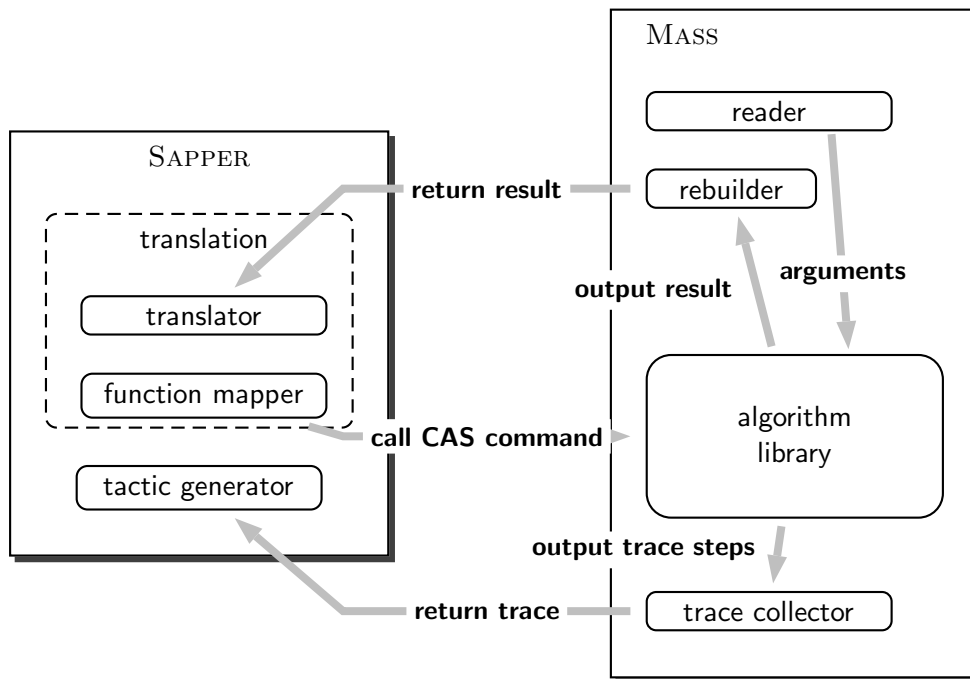 MASS
reader
SAPPER
return result
rebuilder
translation
output result
arguments
translator
function mapper
call CAS command
algorithm
library
tactic generator
output trace steps
return trace
trace collector